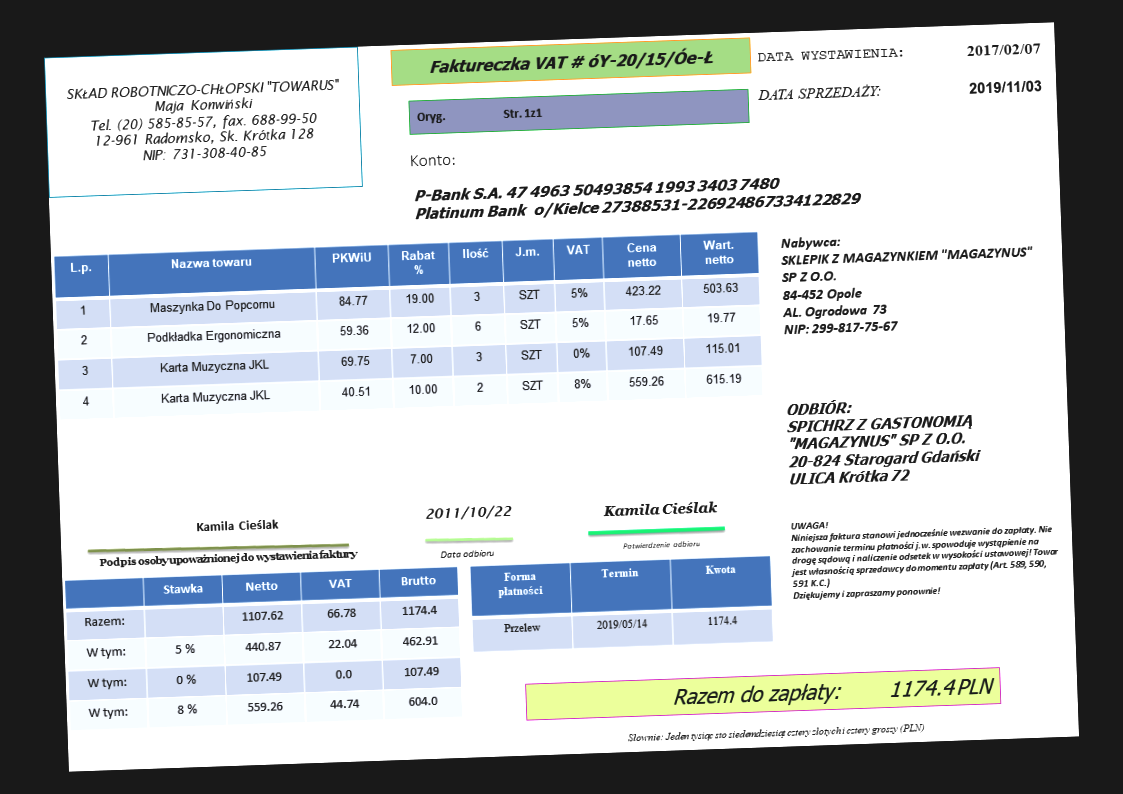 SKŁAD ROBOTNICZO-CHŁOPSKI "TOWARUS"
Maja Konwiński
Tel. (20) 585-85-57, fax. 688-99-50
12-961 Radomsko, Sk. Krótka 128
NIP: 731-308-40-85
Faktureczka VAT # óY-20/15/Óe-Ł
Oryg. Str. 1z1
DATA WYSTAWIENIA: 2017/02/07
DATA SPRZEDAŻY: 2019/11/03
Konto:
P-Bank S.A. 47 4963 50493854 1993 3403 7480
Platinum Bank o/Kielce 27388531-226924867334122829
L.p. Nazwa towaru PKWiU Rabat % Ilość J.m. VAT Cena netto Wart. netto
1 Maszynka Do Popcornu 84.77 19.00 3 SZT 5% 423.22 503.63
2 Podkładka Ergonomiczna 59.36 12.00 6 SZT 5% 17.65 19.77
3 Karta Muzyczna JKL 69.75 7.00 3 SZT 0% 107.49 115.01
4 Karta Muzyczna JKL 40.51 10.00 2 SZT 8% 559.26 615.19
Nabywca:
SKLEPIK Z MAGAZYNKIEM "MAGAZYNUS"
SP Z O.O.
84-452 Opole
AL. Ogrodowa 73
NIP: 299-817-75-67
ODBIÓR:
SPICHRZ Z GASTONOMIĄ
"MAGAZYNUS" SP Z O.O.
20-824 Starogard Gdański
ULICA Krótka 72
Kamila Cieślak
Podpis osoby upoważnionej do wystawienia faktury
2011/10/22
Data odbioru
Kamila Cieślak
Potwierdzenie odbioru
UWAGA!
Niniejsza faktura stanowi jednocześnie wezwanie do zapłaty. Nie
zachowanie terminu płatności j.w. spowoduje wystąpienie na
drogę sądową i naliczenie odsetek w wysokości ustawowej! Towar
jest własnością sprzedawcy do momentu zapłaty (Art. 589, 590,
591 K.C.)
Dziękujemy i zapraszamy ponownie!
Stawka Netto VAT Brutto
Razem: 1107.62 66.78 1174.4
W tym: 5 % 440.87 22.04 462.91
W tym: 0 % 107.49 0.0 107.49
W tym: 8 % 559.26 44.74 604.0
Forma płatności Termin Kwota
Przelew 2019/05/14 1174.4
Razem do zapłaty: 1174.4 PLN
Słownie: Jeden tysiąc sto siedemdziesiąt cztery złotych i cztery groszy (PLN)